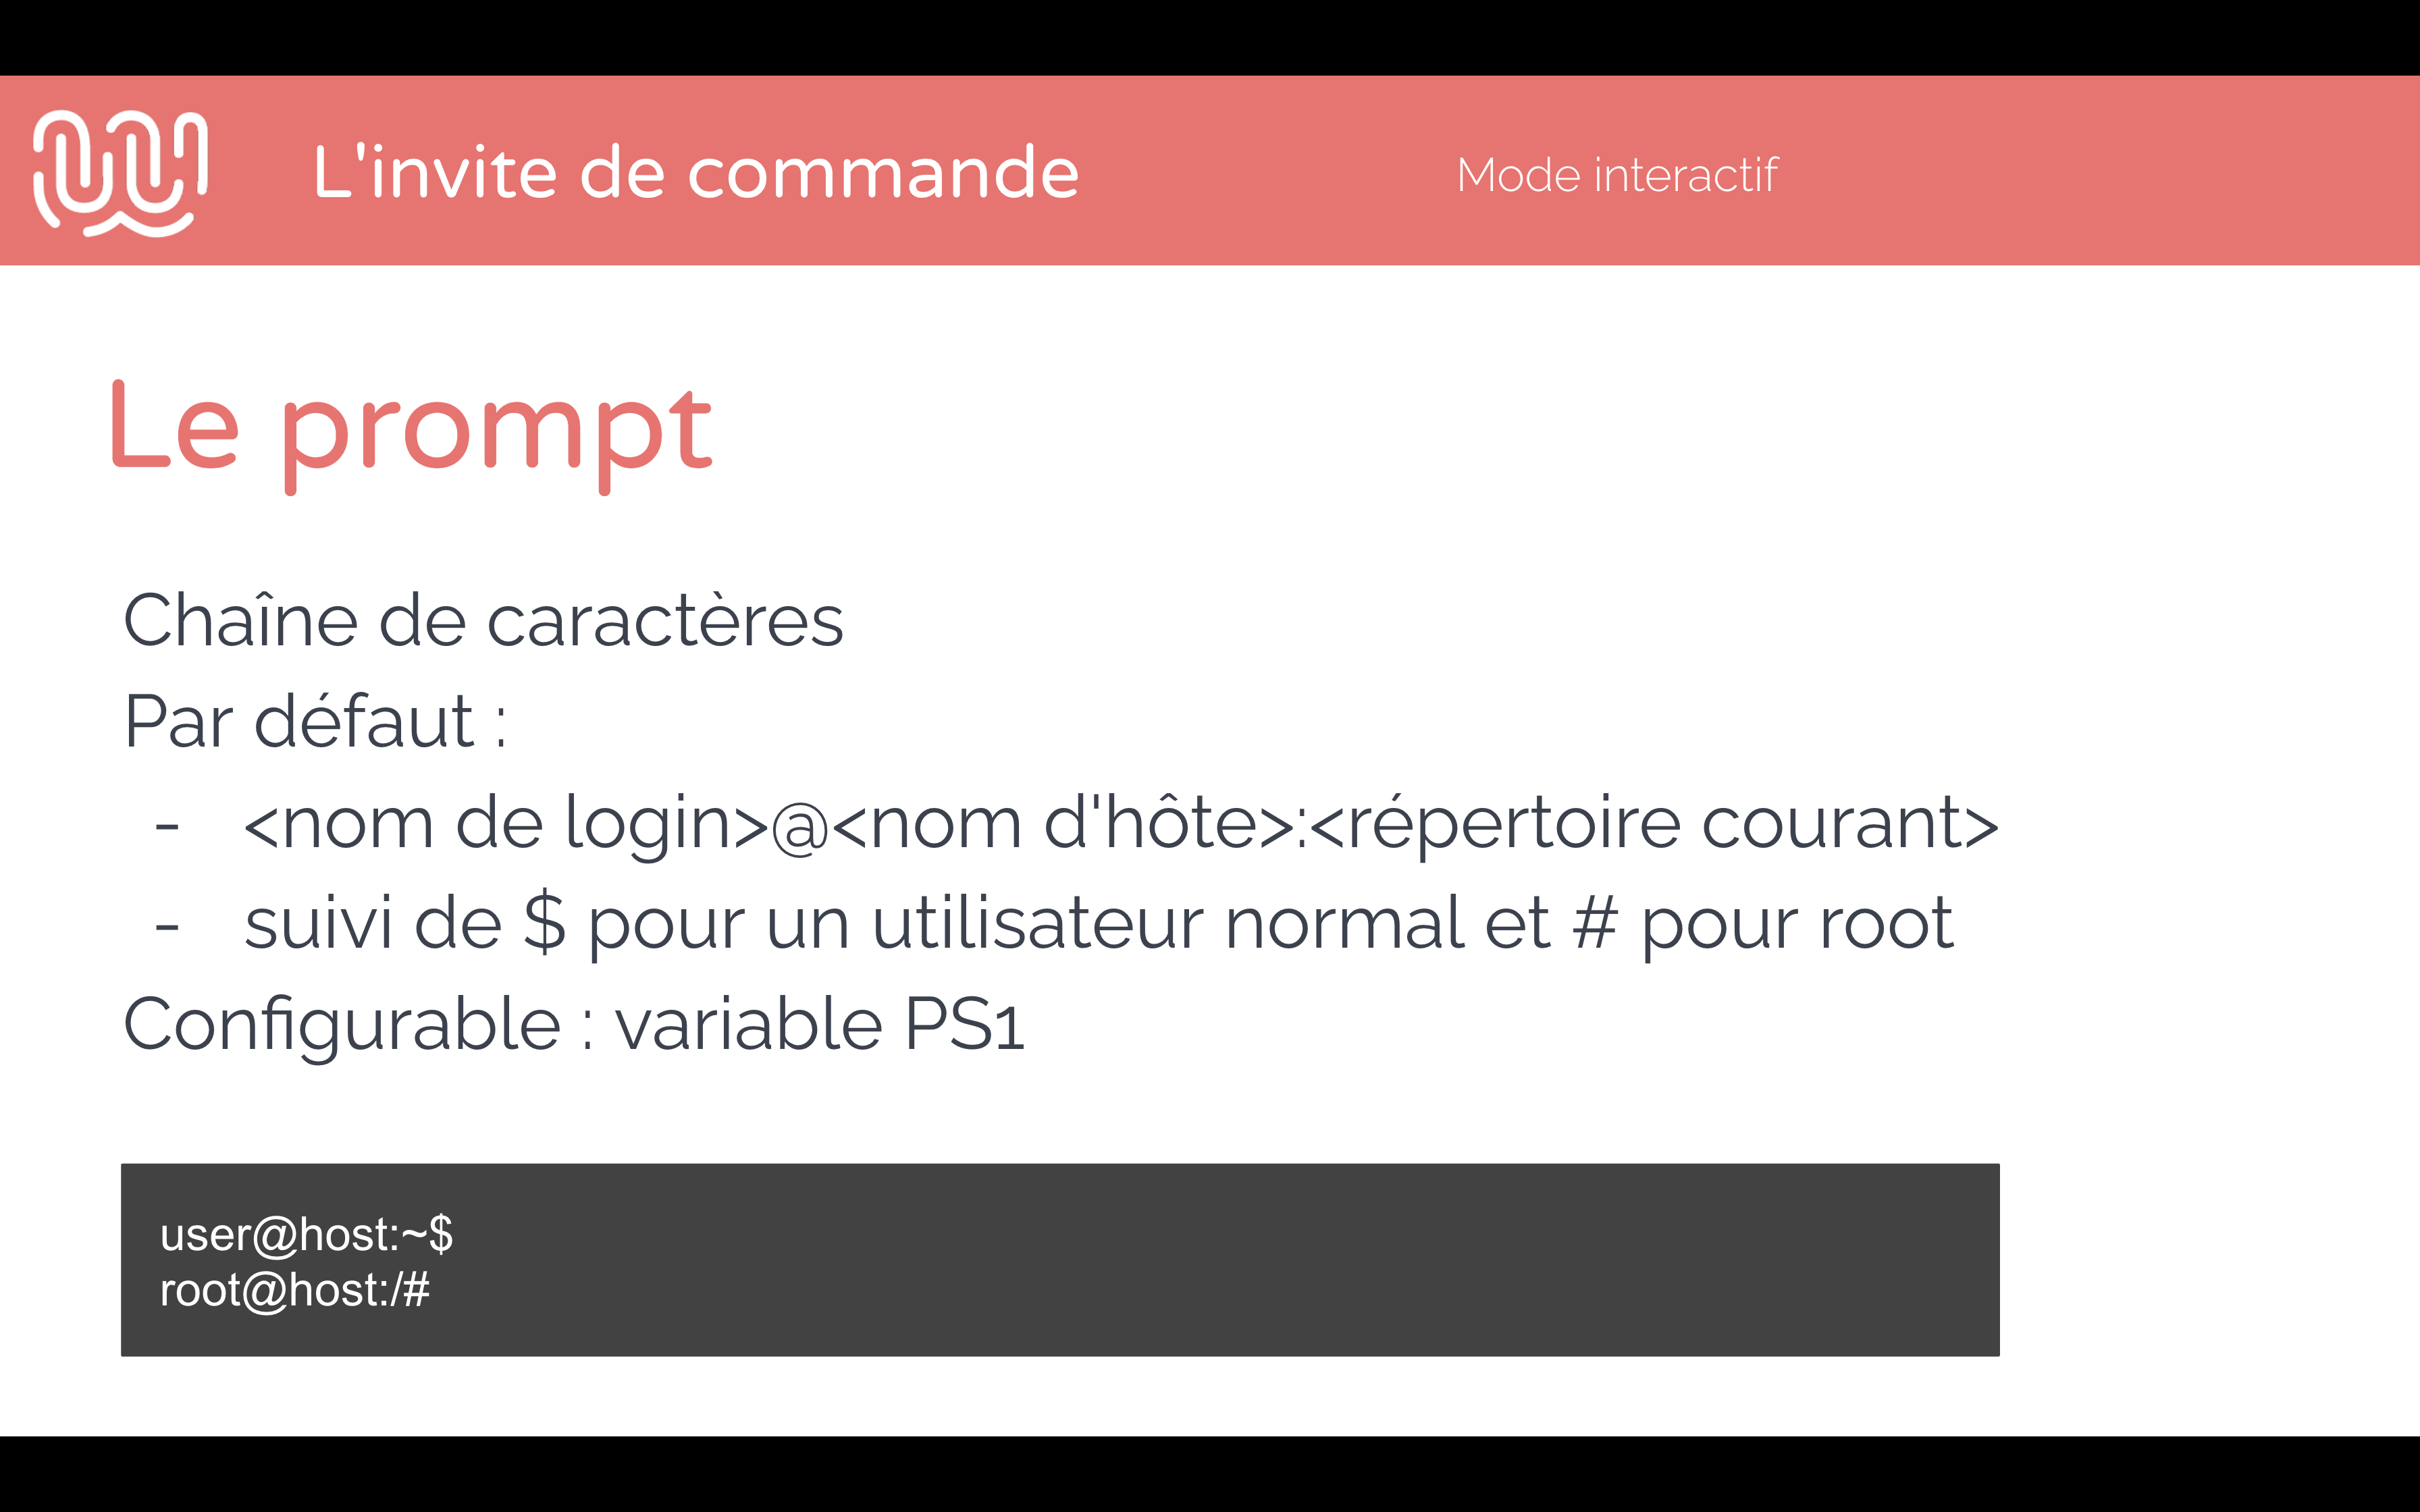 L'invite de commande
Mode interactif
Le prompt
Chaîne de caractères
Par défaut :
- <nom de login>@<nom d'hôte>:<répertoire courant>
- suivi de $ pour un utilisateur normal et # pour root
Configurable : variable PS1
user@host:~$
root@host:/#